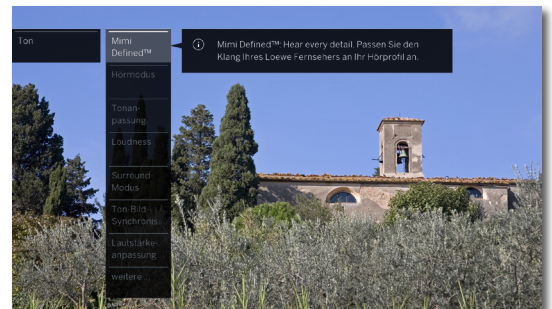 Ton
Mimi
Defined™
Hörmodus
Tonan-
passung
Loudness
Surround-
Modus
Ton-Bild-
Synchronis...
Lautstärke-
anpassung
weitere ...
Mimi Defined™: Hear every detail. Passen Sie den
Klang Ihres Loewe Fernsehers an Ihr Hörprofil an.